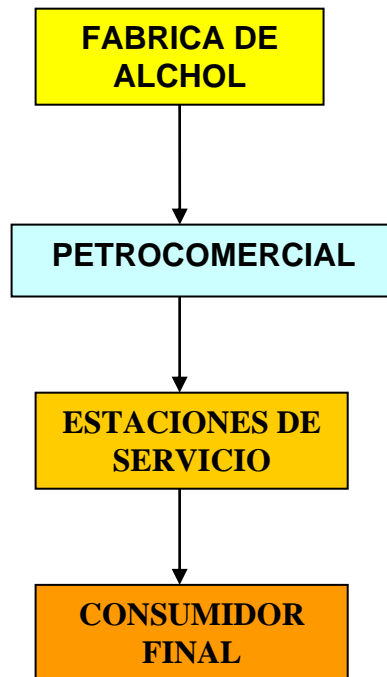 FABRICA DE
ALCHOL
PETROCOMERCIAL
ESTACIONES DE
SERVICIO
CONSUMIDOR
FINAL